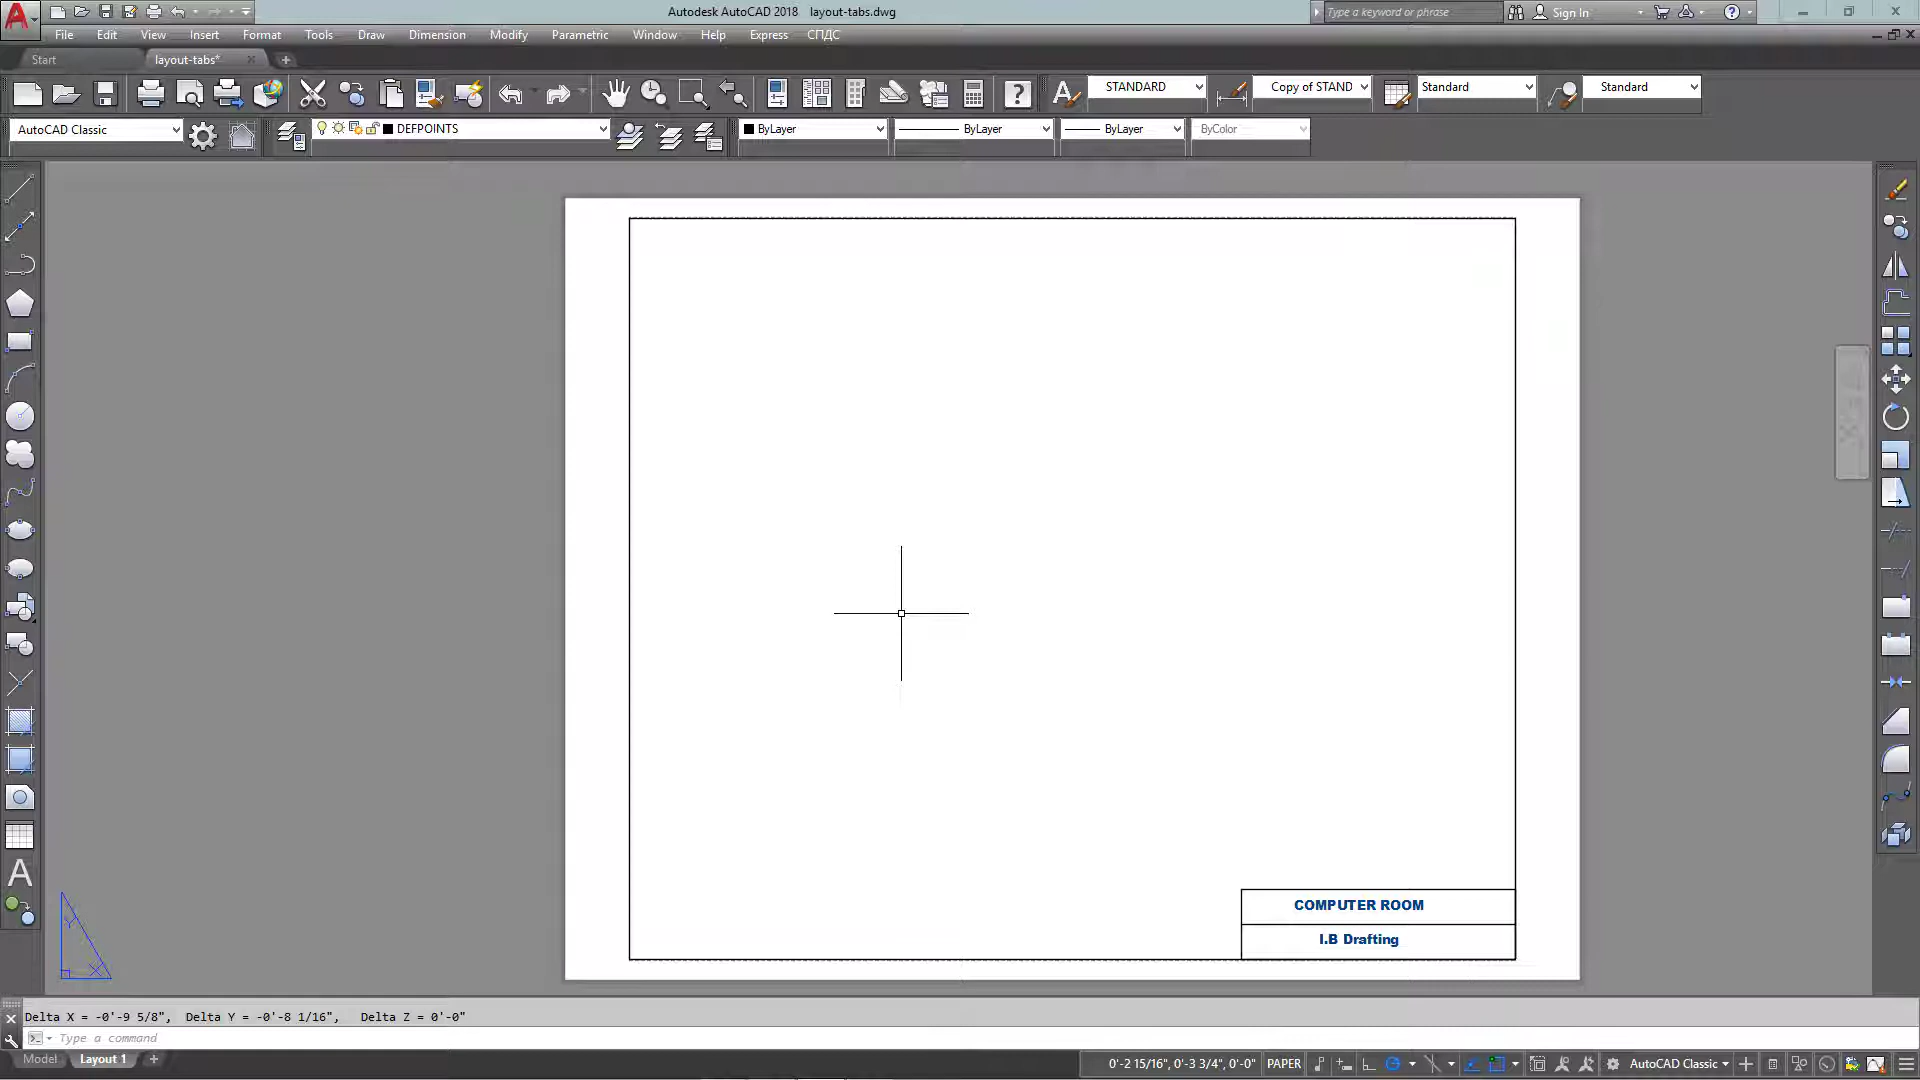 Autodesk AutoCAD 2018 layout-tabs.dwg
Type a keyword or phrase
Sign In
File Edit View Insert Format Tools Draw Dimension Modify Parametric Window Help Express СПДС
Start
layout-tabs*
STANDARD
Copy of STAND
Standard
Standard
AutoCAD Classic
DEFPOINTS
ByLayer
ByLayer
ByLayer
ByColor
COMPUTER ROOM
I.B Drafting
Y
X
Delta X = -0'-9 5/8", Delta Y = -0'-8 1/16", Delta Z = 0'-0"
Type a command
Model Layout 1
0'-2 15/16", 0'-3 3/4", 0'-0" PAPER
AutoCAD Classic